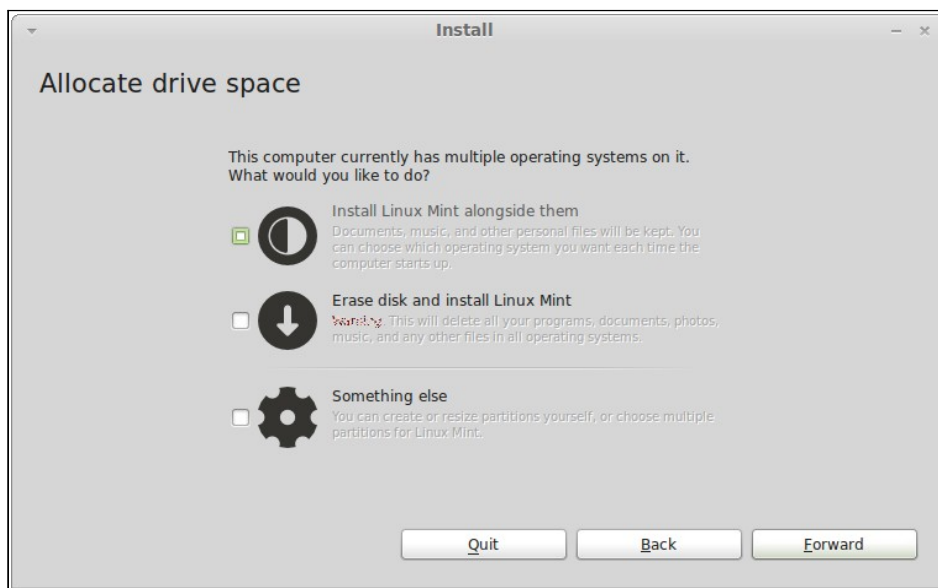 Install
Allocate drive space
This computer currently has multiple operating systems on it.
What would you like to do?
Install Linux Mint alongside them
Documents, music, and other personal files will be kept. You
can choose which operating system you want each time the
computer starts up.
Erase disk and install Linux Mint
Warning: This will delete all your programs, documents, photos,
music, and any other files in all operating systems.
Something else
You can create or resize partitions yourself, or choose multiple
partitions for Linux Mint.
Quit
Back
Forward